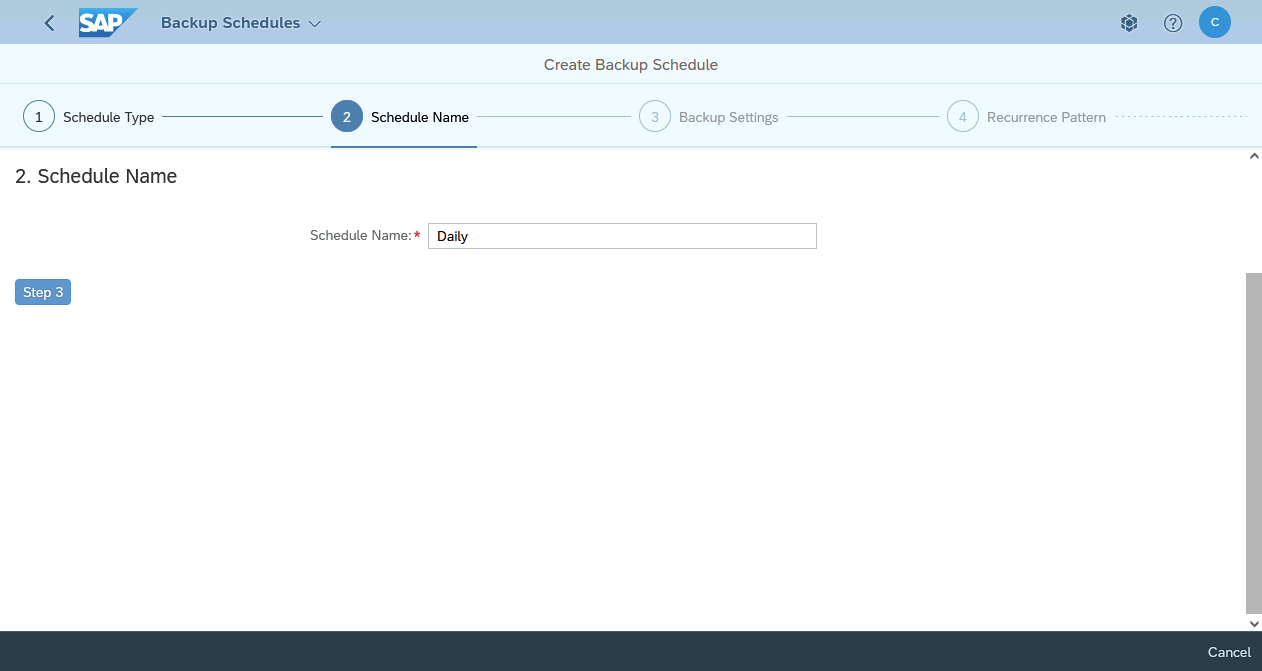 SAP Backup Schedules C
Create Backup Schedule
1 Schedule Type 2 Schedule Name 3 Backup Settings 4 Recurrence Pattern
2. Schedule Name
Schedule Name:* Daily
Step 3
Cancel